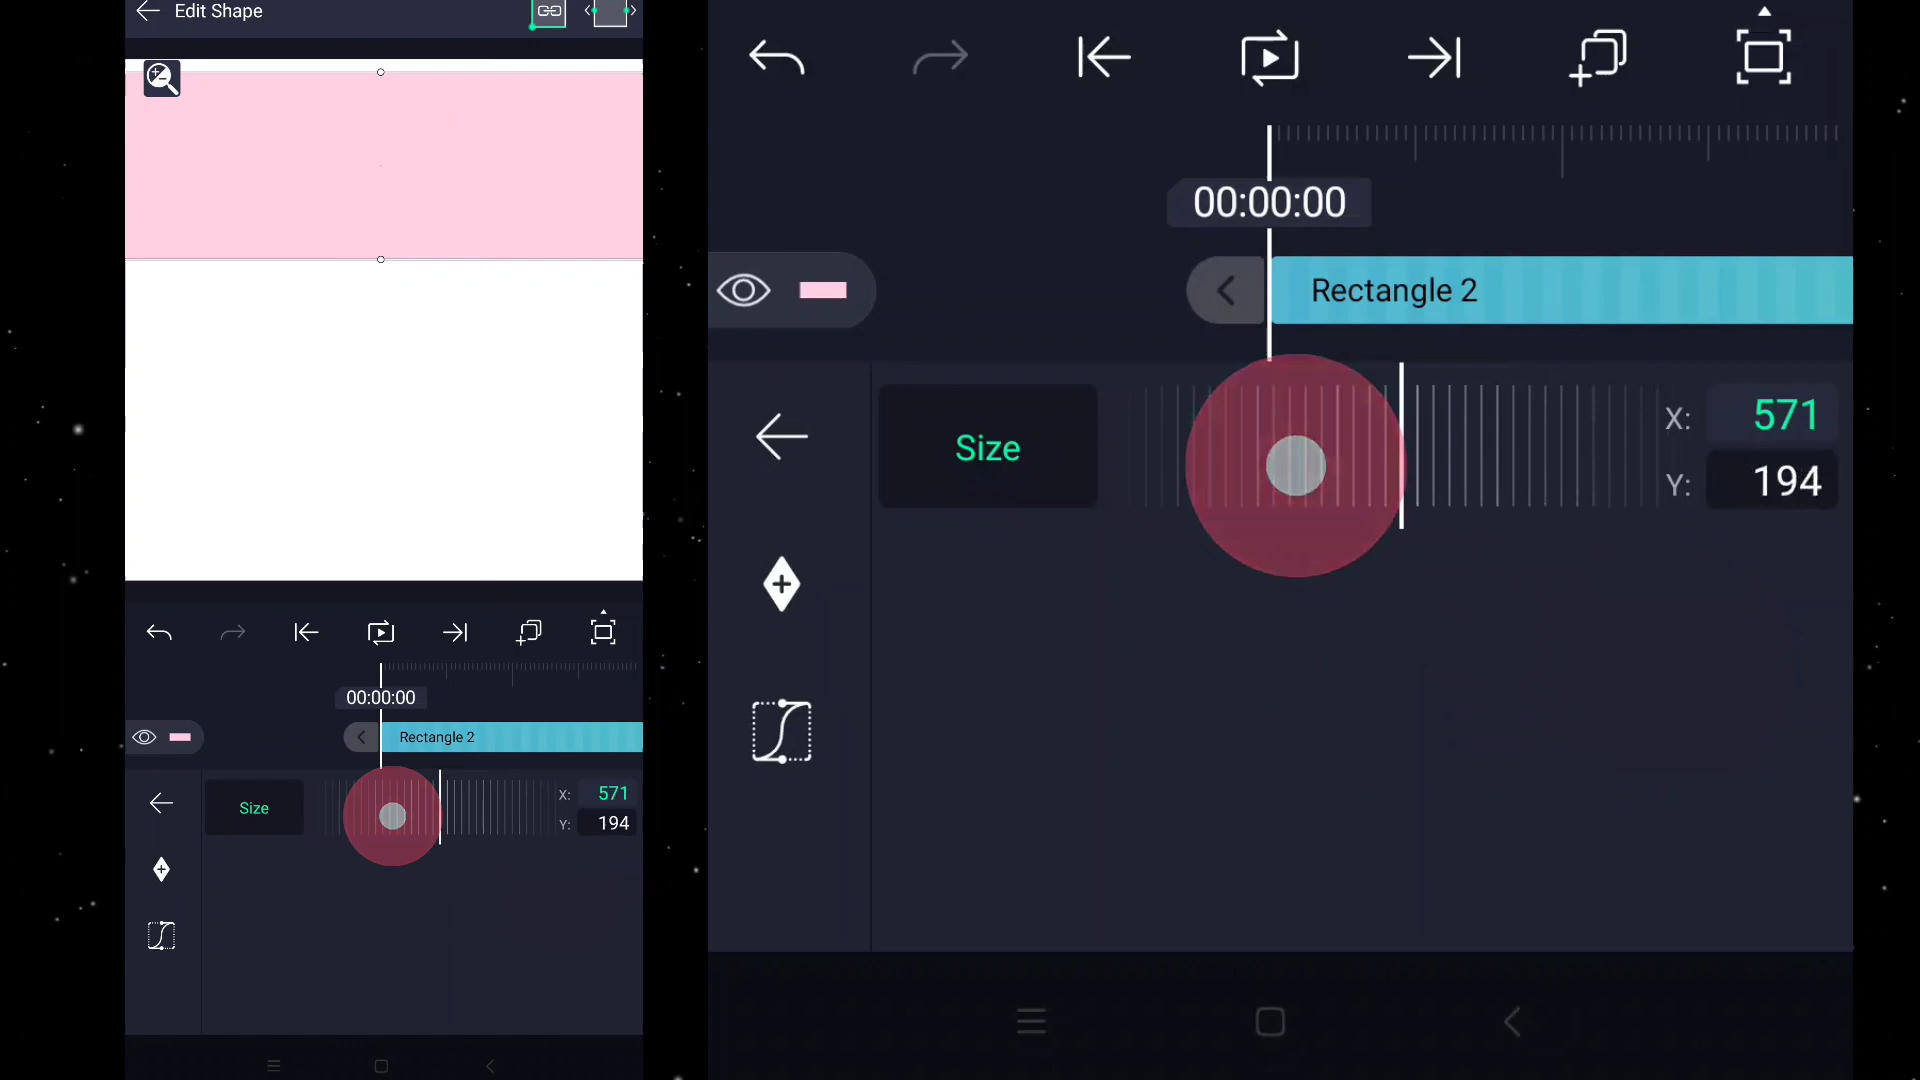 Edit Shape
00:00:00
Rectangle 2
Size
X: 571
Y: 194
00:00:00
Rectangle 2
Size
X: 571
Y: 194